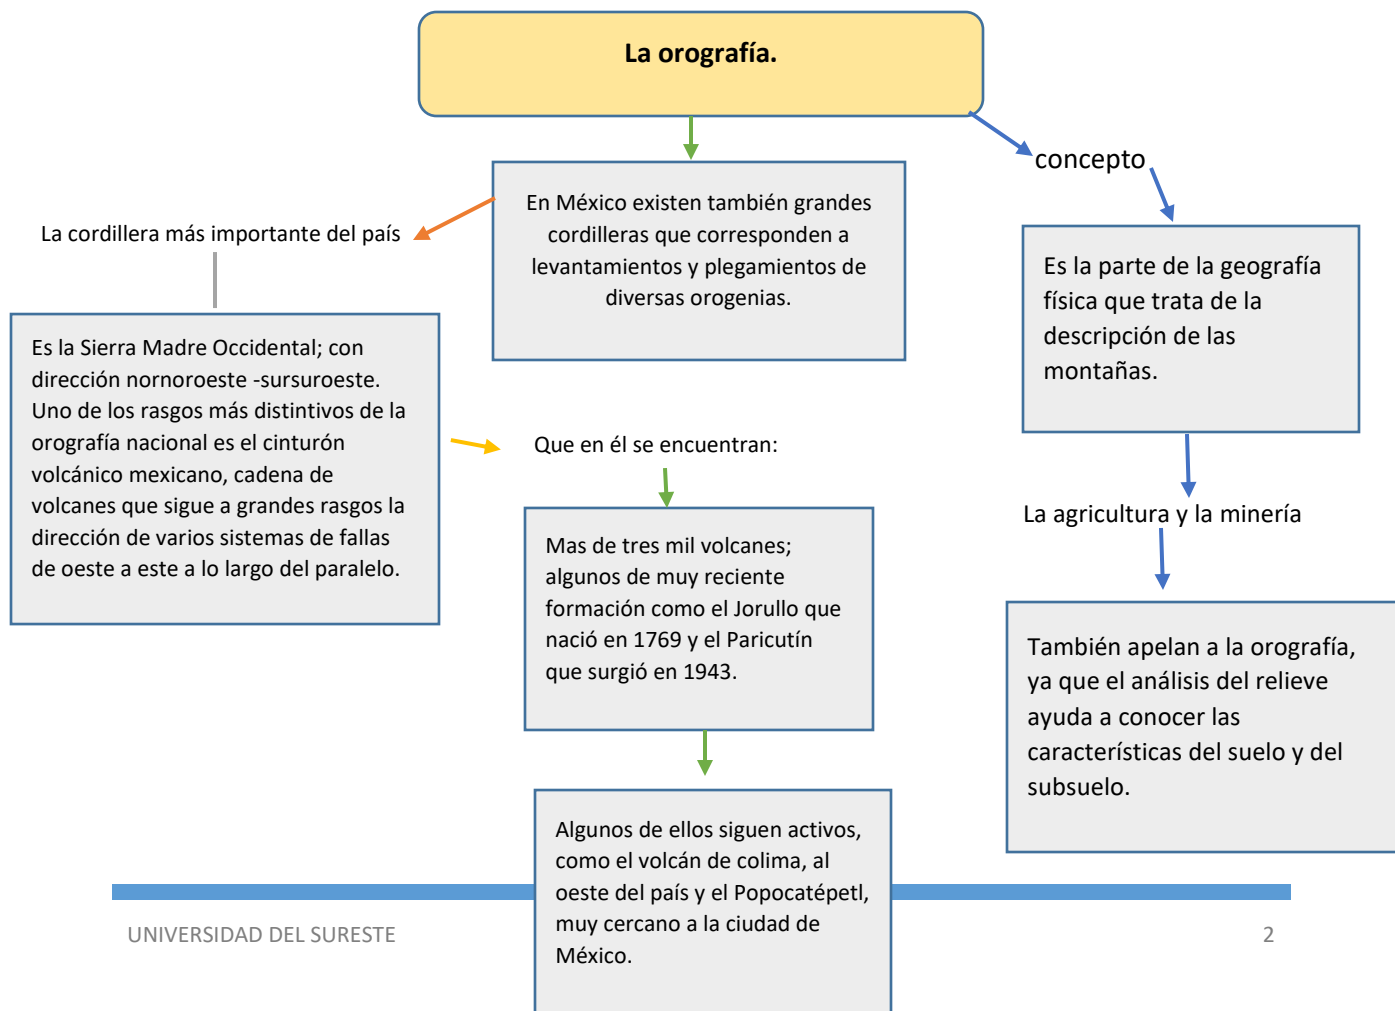 La orografía.
concepto
En México existen también grandes
cordilleras que corresponden a
levantamientos y plegamientos de
diversas orogenias.
La cordillera más importante del país
Es la parte de la geografía
física que trata de la
descripción de las
montañas.
Es la Sierra Madre Occidental; con
dirección nornoroeste -sursuroeste.
Uno de los rasgos más distintivos de la
orografía nacional es el cinturón
volcánico mexicano, cadena de
volcanes que sigue a grandes rasgos la
dirección de varios sistemas de fallas
de oeste a este a lo largo del paralelo.
Que en él se encuentran:
La agricultura y la minería
Mas de tres mil volcanes;
algunos de muy reciente
formación como el Jorullo que
nació en 1769 y el Paricutín
que surgió en 1943.
También apelan a la orografía,
ya que el análisis del relieve
ayuda a conocer las
características del suelo y del
subsuelo.
Algunos de ellos siguen activos,
como el volcán de colima, al
oeste del país y el Popocatépetl,
muy cercano a la ciudad de
México.
UNIVERSIDAD DEL SURESTE
2